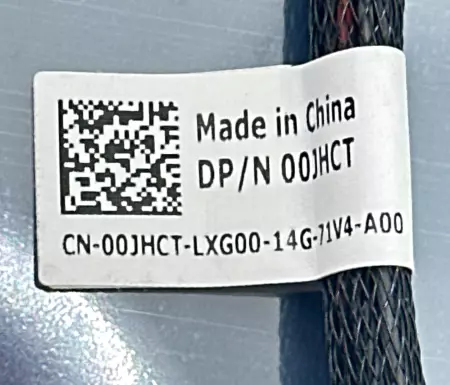 Made in China
DP/N 00JHCT
CN-00JHCT-LXG00-14G-71V4-A00